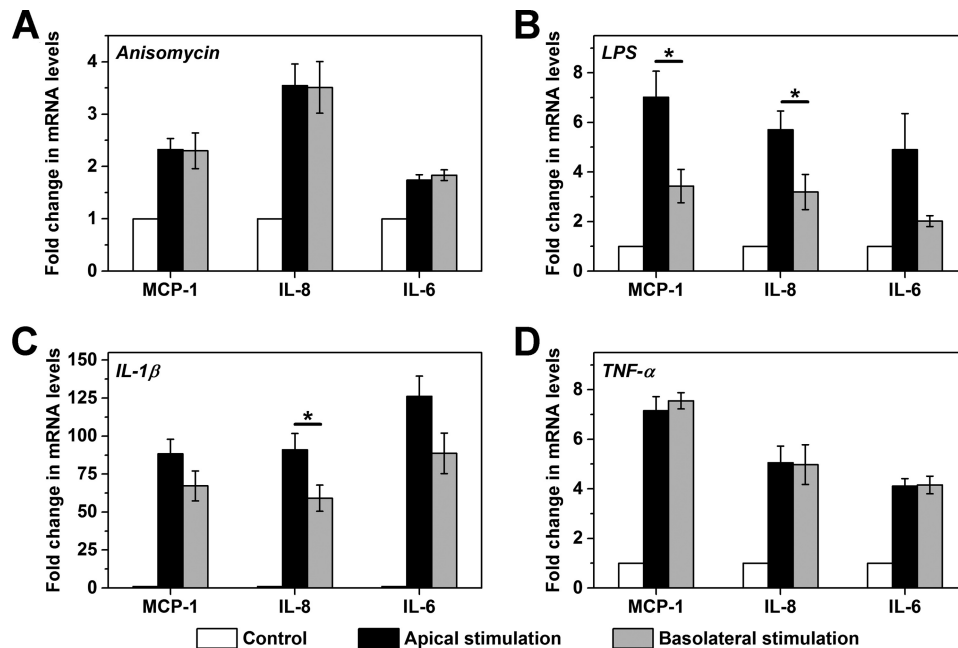 A
Anisomycin
Fold change in mRNA levels
4
3
2
1
0
MCP-1 IL-8 IL-6
B
LPS
*
*
Fold change in mRNA levels
8
6
4
2
0
MCP-1 IL-8 IL-6
C
IL-1β
*
Fold change in mRNA levels
150
125
100
75
50
25
0
MCP-1 IL-8 IL-6
D
TNF-α
Fold change in mRNA levels
8
6
4
2
0
MCP-1 IL-8 IL-6
Control Apical stimulation Basolateral stimulation